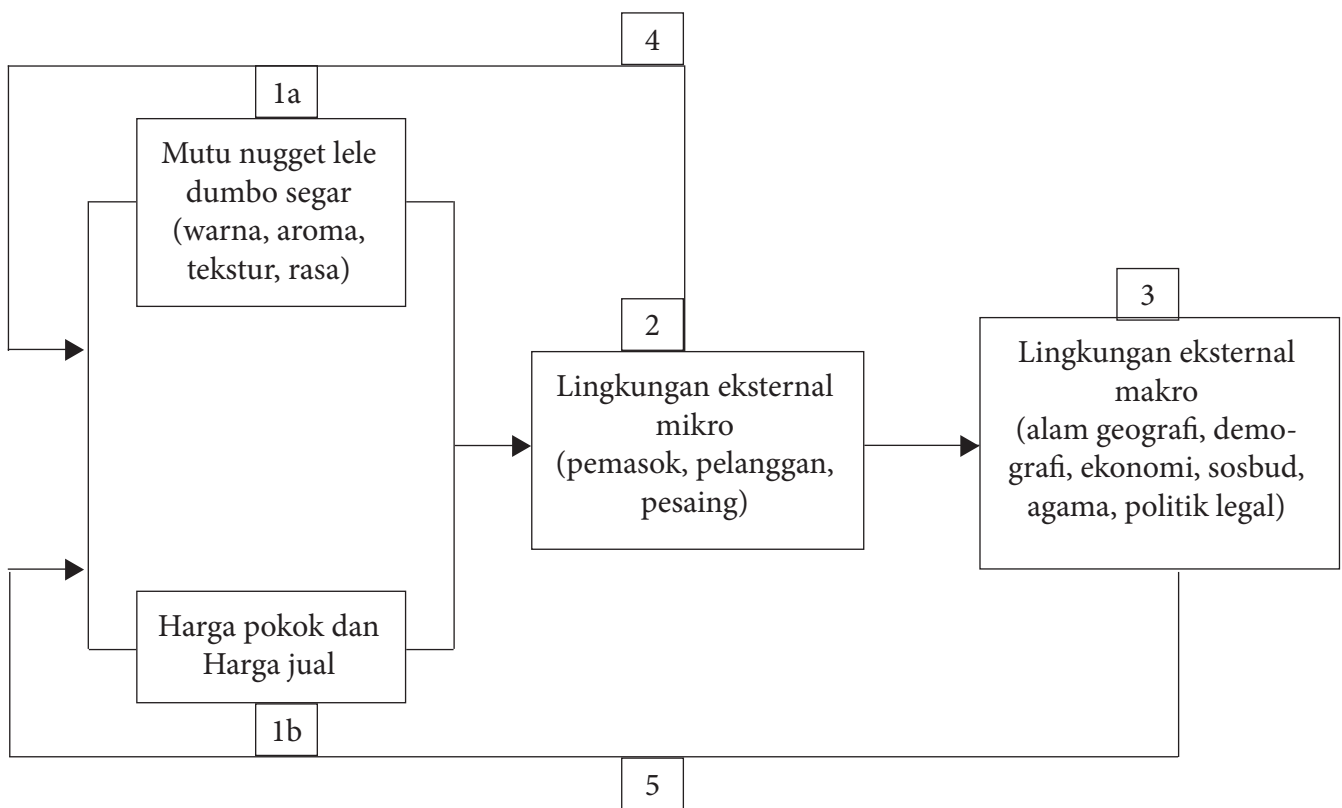 4
1a
Mutu nugget lele
dumbo segar
(warna, aroma,
tekstur, rasa)
2
Lingkungan eksternal
mikro
(pemasok, pelanggan,
pesaing)
3
Lingkungan eksternal
makro
(alam geografi, demo-
grafi, ekonomi, sosbud,
agama, politik legal)
Harga pokok dan
Harga jual
1b
5